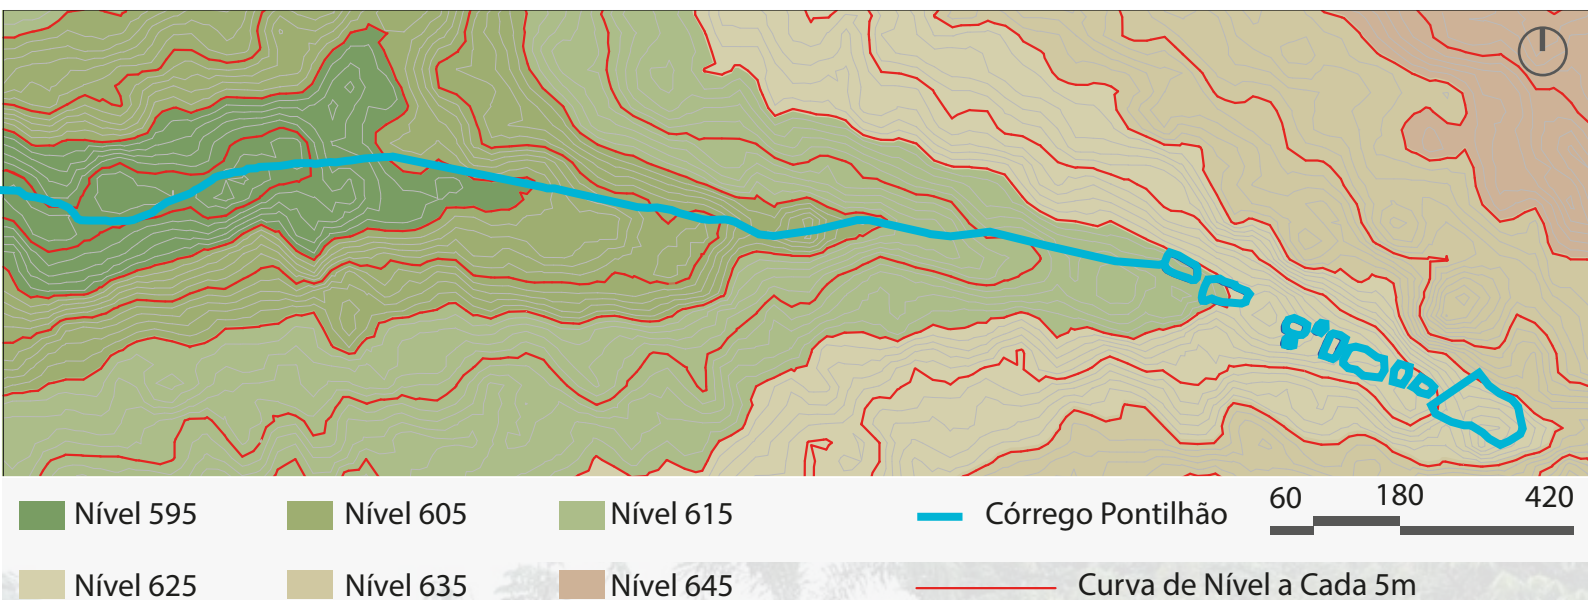 Nível 595 Nível 605 Nível 615 Córrego Pontilhão 60 180 420
Nível 625 Nível 635 Nível 645 Curva de Nível a Cada 5m